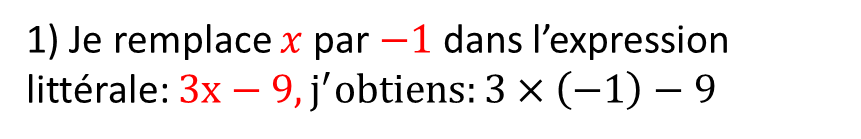 1) Je remplace x par −1 dans l’expression
littérale: 3x − 9, j′obtiens: 3 × (−1) − 9